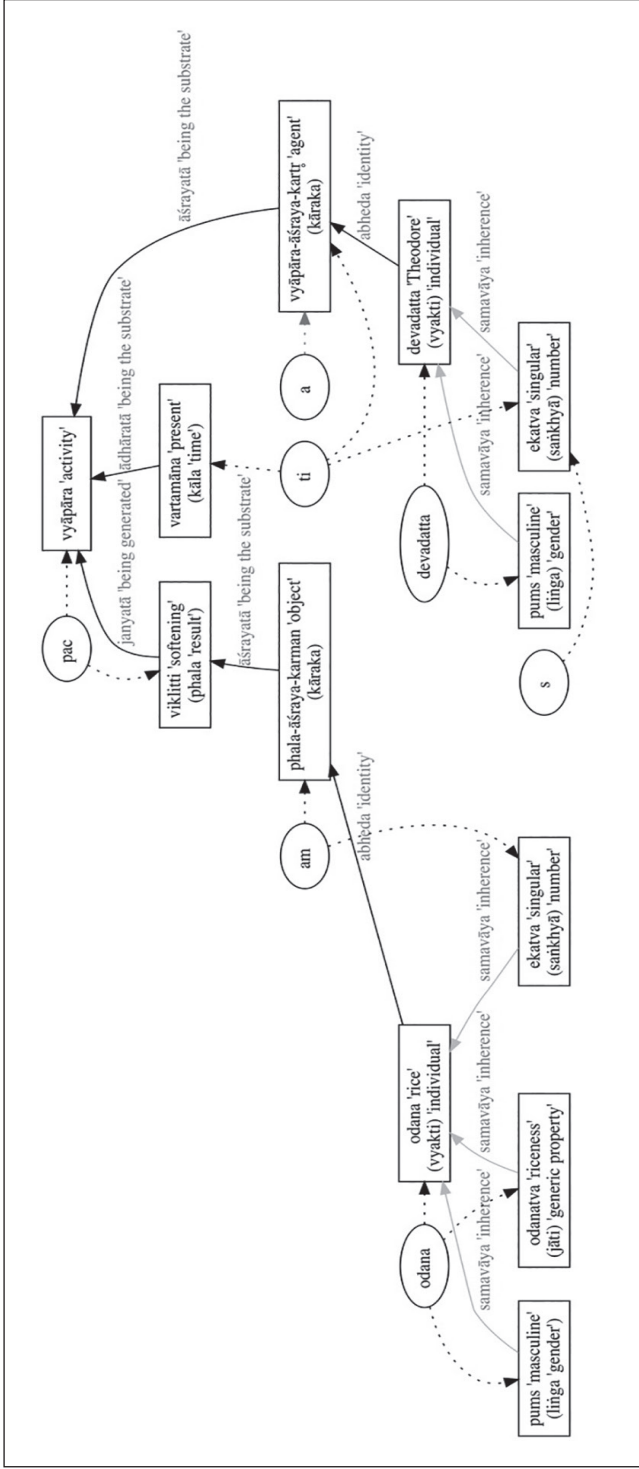 vyāpāra 'activity'
pac
janyatā 'being generated'
ādhāratā 'being the substrate'
āśrayatā 'being the substrate'
viklitti 'softening'
(phala 'result')
vartamāna 'present'
(kāla 'time')
āśrayatā 'being the substrate'
am
phala-āśraya-karman 'object'
(kāraka)
ti
a
vyāpāra-āśraya-kartṛ 'agent'
(kāraka)
abheda 'identity'
abheda 'identity'
odana
odana 'rice'
(vyakti) 'individual'
devadatta
devadatta 'Theodore'
(vyakti) 'individual'
samavāya 'inherence'
samavāya 'inherence'
samavāya 'inherence'
samavāya 'inherence'
samavāya 'inherence'
pums 'masculine'
(liṅga 'gender')
odanatva 'riceness'
(jāti) 'generic property'
ekatva 'singular'
(saṅkhyā) 'number'
s
pums 'masculine'
(liṅga) 'gender'
ekatva 'singular'
(saṅkhyā) 'number'